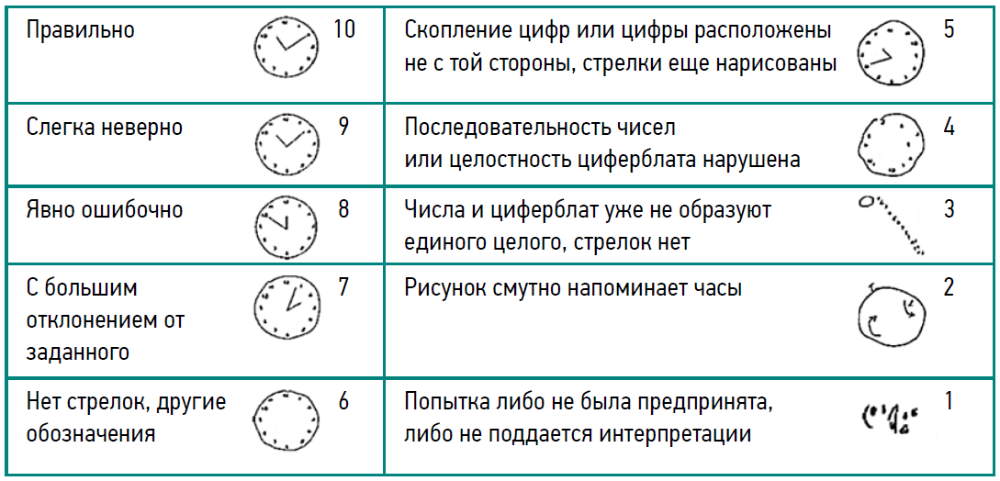 Правильно
10
Слегка неверно
9
Явно ошибочно
8
С большим
отклонением от
заданного
7
Нет стрелок, другие
обозначения
6
Скопление цифр или цифры расположены
не с той стороны, стрелки еще нарисованы
5
Последовательность чисел
или целостность циферблата нарушена
4
Числа и циферблат уже не образуют
единого целого, стрелок нет
3
Рисунок смутно напоминает часы
2
Попытка либо не была предпринята,
либо не поддается интерпретации
1